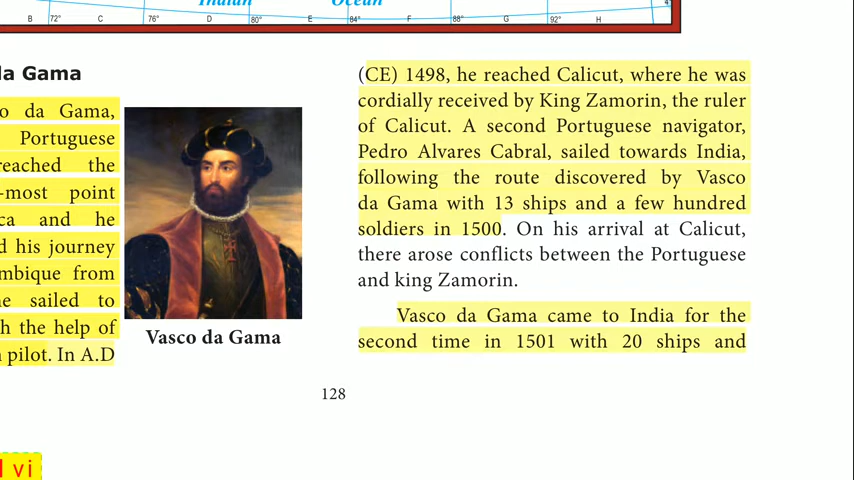 Indian Ocean
B 72° C 76° D 80° E 84° F 88° G 92° H
da Gama
da Gama,
Portuguese
reached the
-most point
and he
his journey
from
sailed to
the help of
pilot. In A.D
Vasco da Gama
(CE) 1498, he reached Calicut, where he was
cordially received by King Zamorin, the ruler
of Calicut. A second Portuguese navigator,
Pedro Alvares Cabral, sailed towards India,
following the route discovered by Vasco
da Gama with 13 ships and a few hundred
soldiers in 1500. On his arrival at Calicut,
there arose conflicts between the Portuguese
and king Zamorin.
Vasco da Gama came to India for the
second time in 1501 with 20 ships and
128
vi